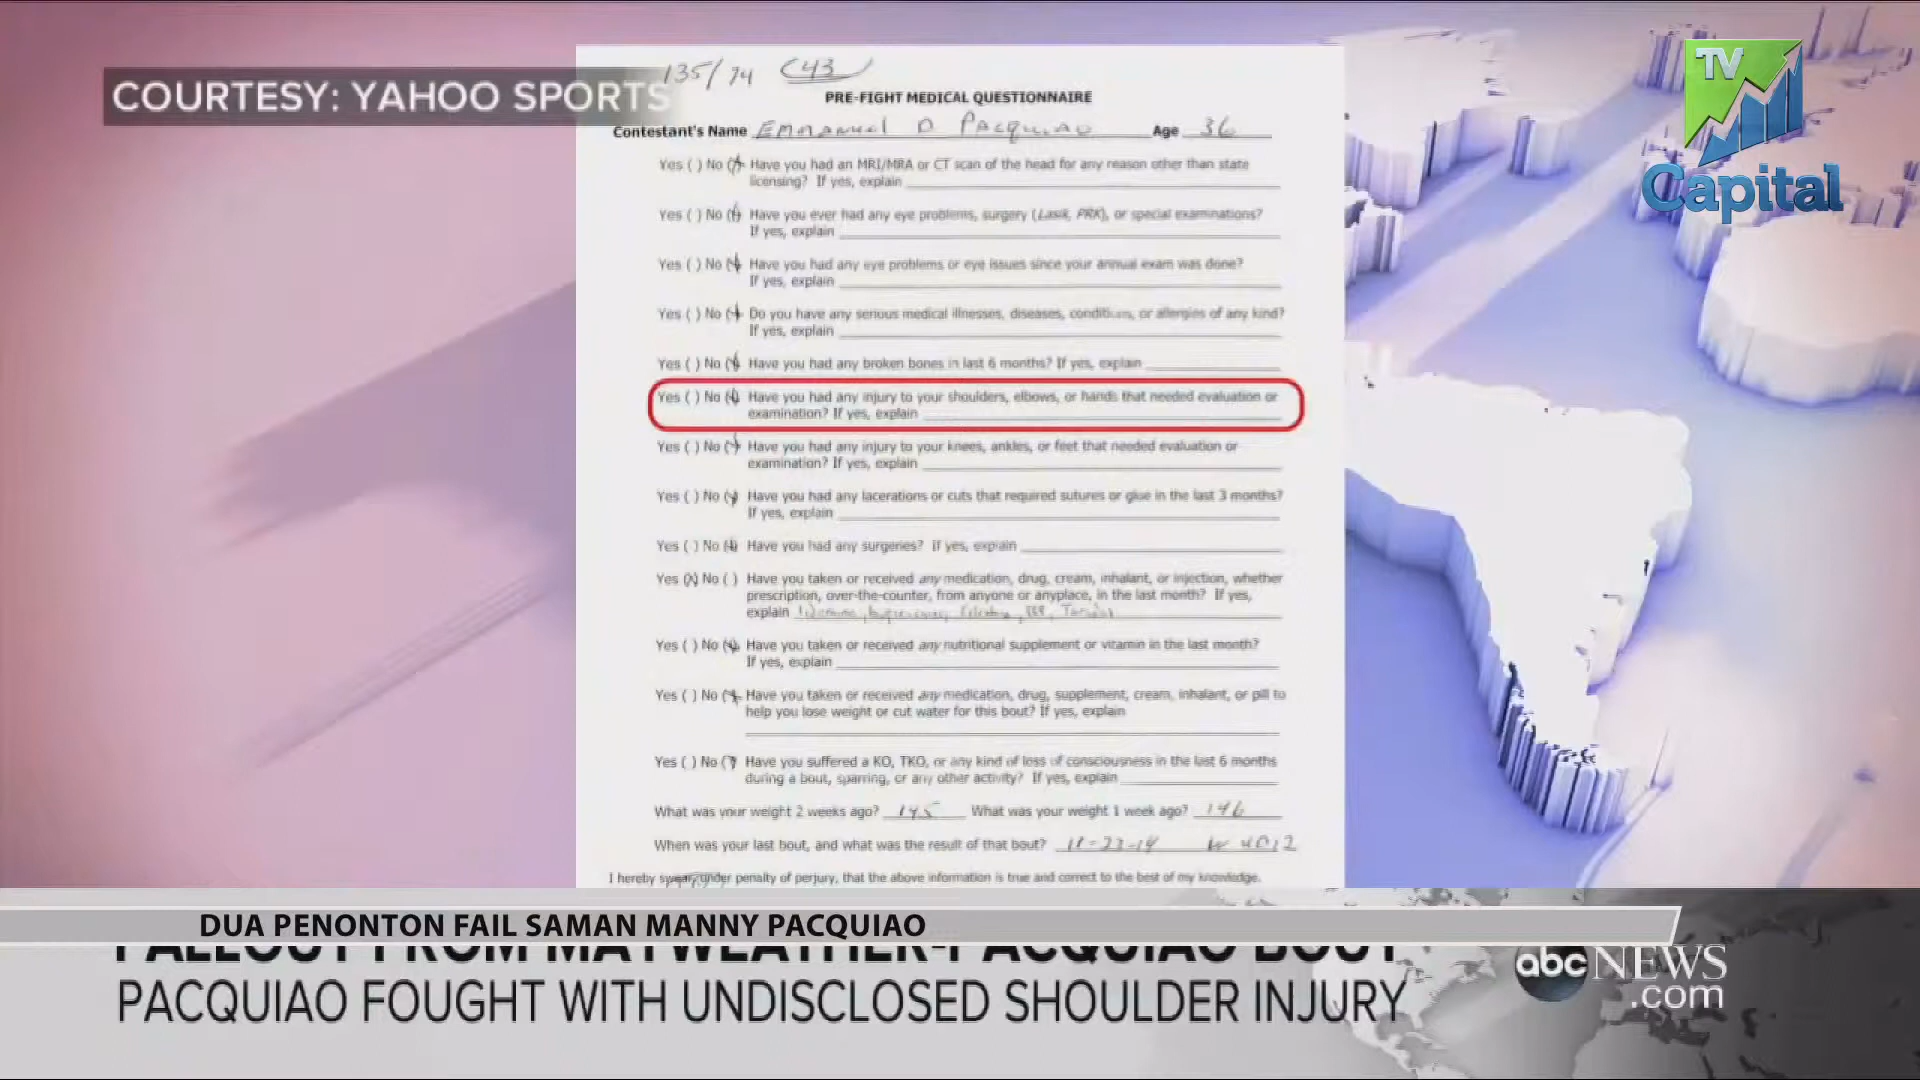 COURTESY: YAHOO SPORTS
TV
Capital
135/74 C43
PRE-FIGHT MEDICAL QUESTIONNAIRE
Contestant's Name Emmanuel D Pacquiao Age 36
Yes ( ) No ( ) Have you had an MRI/MRA or CT scan of the head for any reason other than state
licensing? If yes, explain
Yes ( ) No ( ) Have you ever had any eye problems, surgery (Lasik, PRK), or special examinations?
If yes, explain
Yes ( ) No ( ) Have you had any eye problems or eye issues since your annual exam was done?
If yes, explain
Yes ( ) No ( ) Do you have any serious medical illnesses, diseases, conditions, or allergies of any kind?
If yes, explain
Yes ( ) No ( ) Have you had any broken bones in last 6 months? If yes, explain
Yes ( ) No ( ) Have you had any injury to your shoulders, elbows, or hands that needed evaluation or
examination? If yes, explain
Yes ( ) No ( ) Have you had any injury to your knees, ankles, or feet that needed evaluation or
examination? If yes, explain
Yes ( ) No ( ) Have you had any lacerations or cuts that required sutures or glue in the last 3 months?
If yes, explain
Yes ( ) No ( ) Have you had any surgeries? If yes, explain
Yes (X) No ( ) Have you taken or received any medication, drug, cream, inhalant, or injection, whether
prescription, over-the-counter, from anyone or anyplace, in the last month? If yes,
explain
Yes ( ) No ( ) Have you taken or received any nutritional supplement or vitamin in the last month?
If yes, explain
Yes ( ) No ( ) Have you taken or received any medication, drug, supplement, cream, inhalant, or pill to
help you lose weight or cut water for this bout? If yes, explain
Yes ( ) No ( ) Have you suffered a KO, TKO, or any kind of loss of consciousness in the last 6 months
during a bout, sparring, or any other activity? If yes, explain
What was your weight 2 weeks ago? 145 What was your weight 1 week ago? 146
When was your last bout, and what was the result of that bout? 11-22-14 W
I hereby swear, under penalty of perjury, that the above information is true and correct to the best of my knowledge.
DUA PENONTON FAIL SAMAN MANNY PACQUIAO
FALLOUT FROM MAYWEATHER-PACQUIAO BOUT
PACQUIAO FOUGHT WITH UNDISCLOSED SHOULDER INJURY
abc NEWS
.com